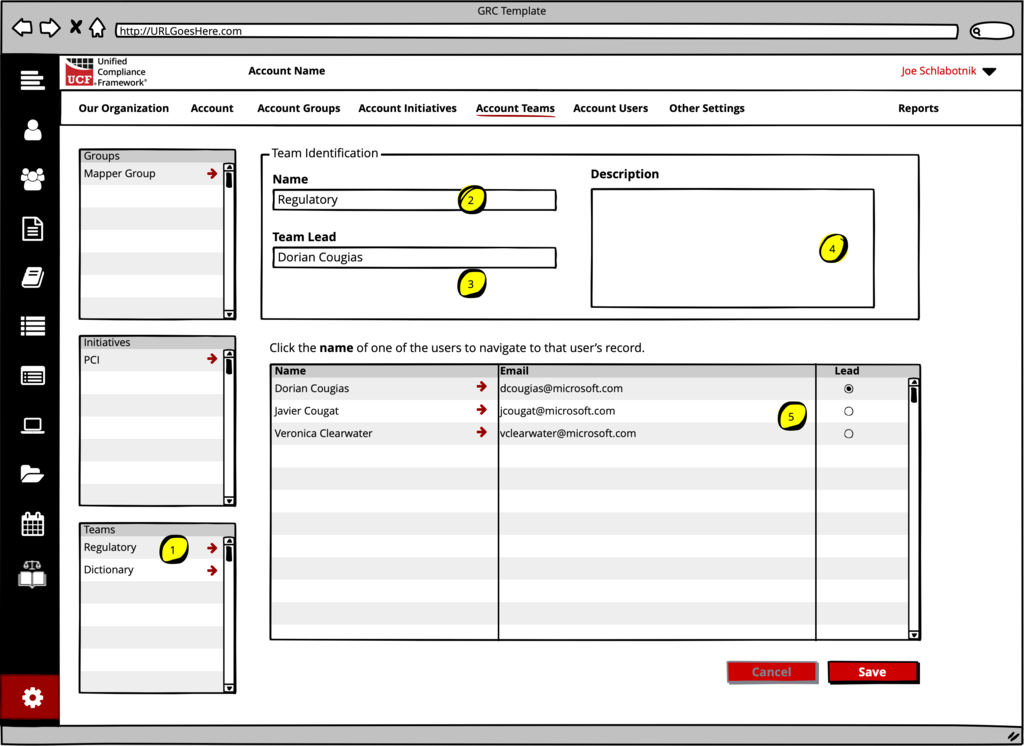 GRC Template
http://URLGoesHere.com
UCF Unified
Compliance
Framework®
Account Name
Joe Schlabotnik
Our Organization Account Account Groups Account Initiatives Account Teams Account Users Other Settings Reports
Groups
Mapper Group
Initiatives
PCI
Teams
Regulatory 1
Dictionary
Team Identification
Name
Regulatory 2
Team Lead
Dorian Cougias
3
Description
4
Click the name of one of the users to navigate to that user's record.
Name Email Lead
Dorian Cougias dcougias@microsoft.com
Javier Cougat jcougat@microsoft.com 5
Veronica Clearwater vclearwater@microsoft.com
Cancel Save